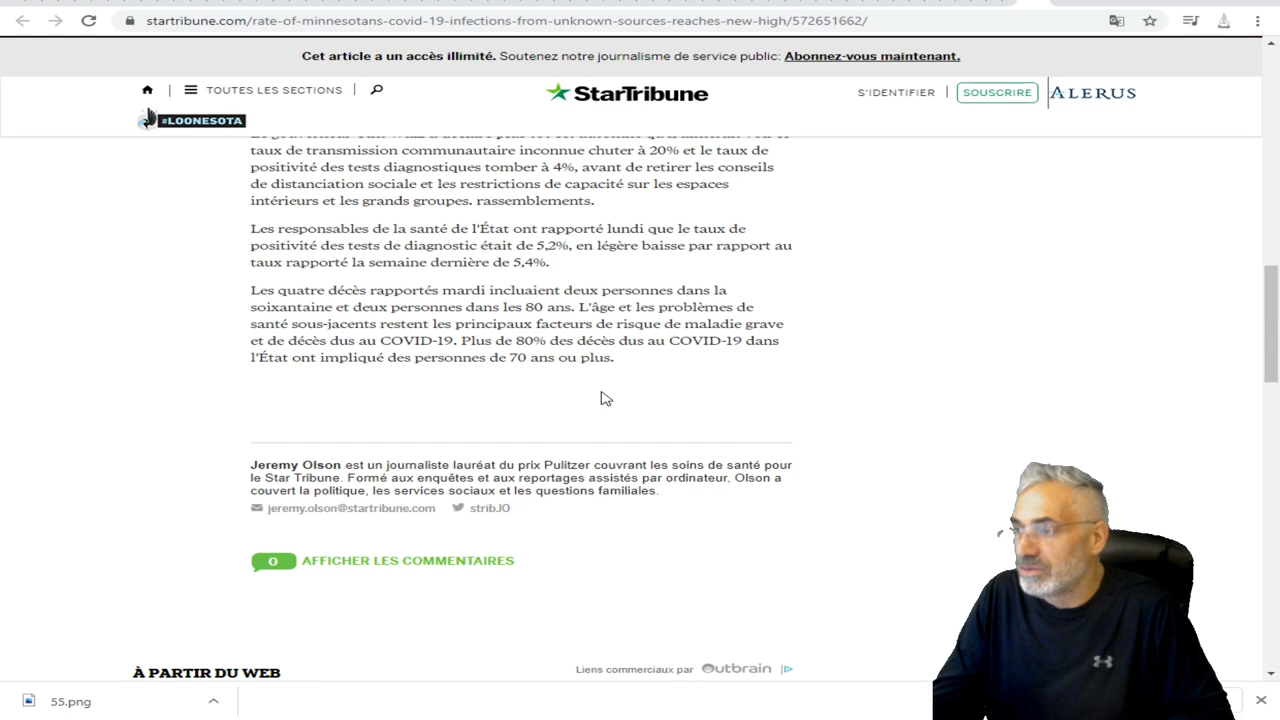 startribune.com/rate-of-minnesotans-covid-19-infections-from-unknown-sources-reaches-new-high/572651662/
Cet article a un accès illimité. Soutenez notre journalisme de service public: Abonnez-vous maintenant.
TOUTES LES SECTIONS
StarTribune
S'IDENTIFIER
SOUSCRIRE
ALERUS
#LOONESOTA
taux de transmission communautaire inconnue chuter à 20% et le taux de
positivité des tests diagnostiques tomber à 4%, avant de retirer les conseils
de distanciation sociale et les restrictions de capacité sur les espaces
intérieurs et les grands groupes. rassemblements.
Les responsables de la santé de l'État ont rapporté lundi que le taux de
positivité des tests de diagnostic était de 5,2%, en légère baisse par rapport au
taux rapporté la semaine dernière de 5,4%.
Les quatre décès rapportés mardi incluaient deux personnes dans la
soixantaine et deux personnes dans les 80 ans. L'âge et les problèmes de
santé sous-jacents restent les principaux facteurs de risque de maladie grave
et de décès dus au COVID-19. Plus de 80% des décès dus au COVID-19 dans
l'État ont impliqué des personnes de 70 ans ou plus.
Jeremy Olson est un journaliste lauréat du prix Pulitzer couvrant les soins de santé pour
le Star Tribune. Formé aux enquêtes et aux reportages assistés par ordinateur, Olson a
couvert la politique, les services sociaux et les questions familiales.
jeremy.olson@startribune.com stribJO
0 AFFICHER LES COMMENTAIRES
À PARTIR DU WEB
Liens commerciaux par Outbrain
55.png